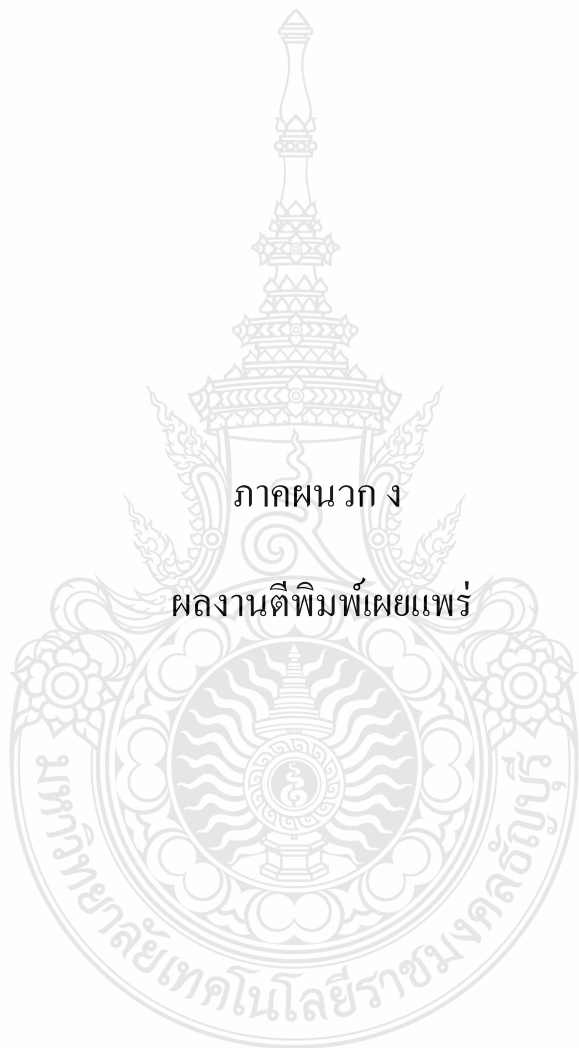 ภาคผนวก ง
ผลงานตีพิมพ์เผยแพร่
มหาวิทยาลัยเทคโนโลยีราชมงคลธัญบุรี